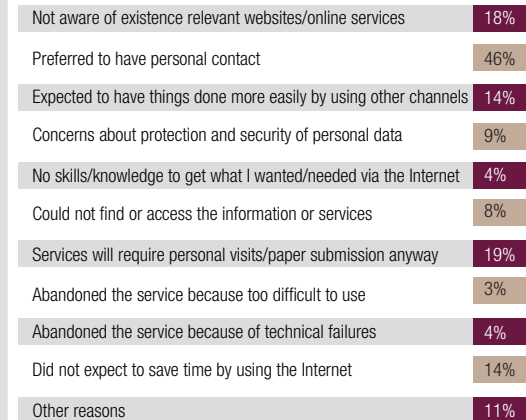 Not aware of existence relevant websites/online services 18%
Preferred to have personal contact 46%
Expected to have things done more easily by using other channels 14%
Concerns about protection and security of personal data 9%
No skills/knowledge to get what I wanted/needed via the Internet 4%
Could not find or access the information or services 8%
Services will require personal visits/paper submission anyway 19%
Abandoned the service because too difficult to use 3%
Abandoned the service because of technical failures 4%
Did not expect to save time by using the Internet 14%
Other reasons 11%